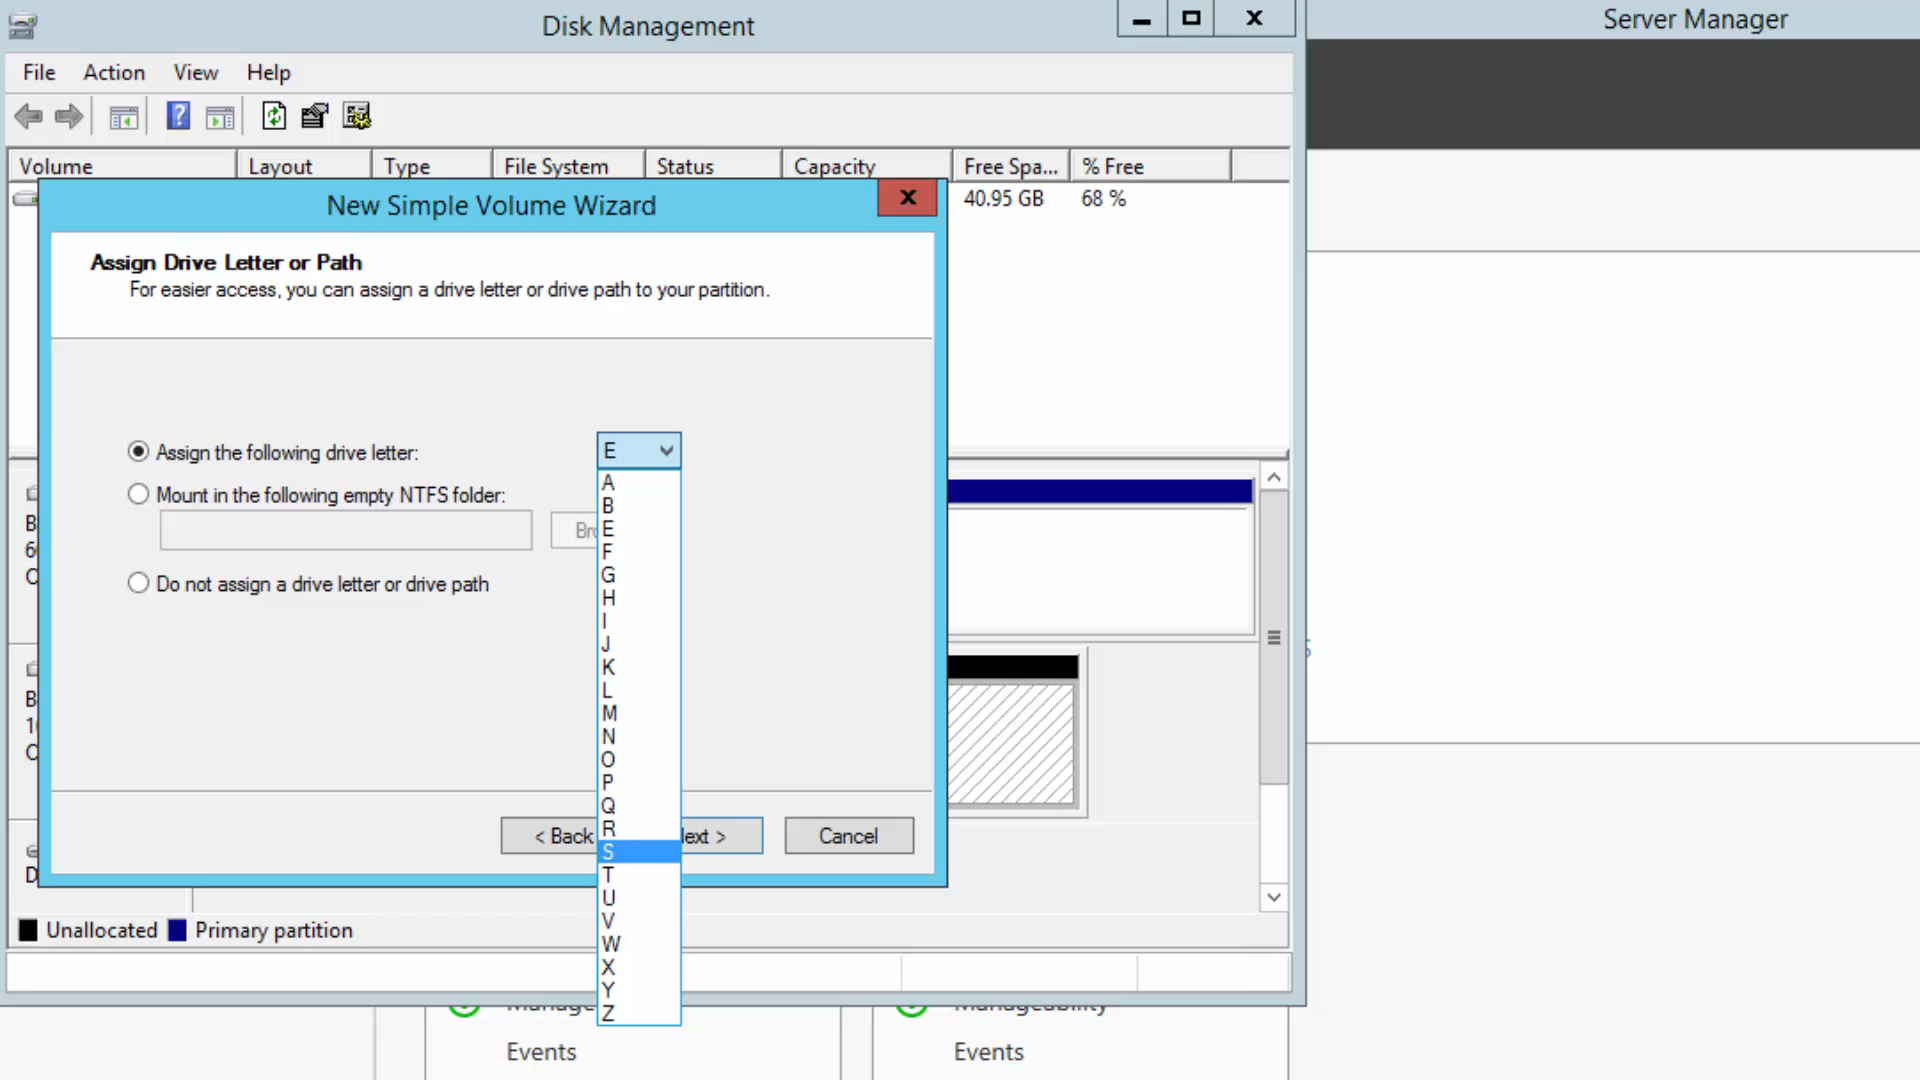 Disk Management
Server Manager
File Action View Help
Volume Layout Type File System Status Capacity Free Spa... % Free
40.95 GB 68 %
New Simple Volume Wizard
Assign Drive Letter or Path
For easier access, you can assign a drive letter or drive path to your partition.
Assign the following drive letter:
E
Mount in the following empty NTFS folder:
Do not assign a drive letter or drive path
A
B
E
F
G
H
I
J
K
L
M
N
O
P
Q
R
S
T
U
V
W
X
Y
Z
< Back
Cancel
Unallocated
Primary partition
Manageability
Events
Events